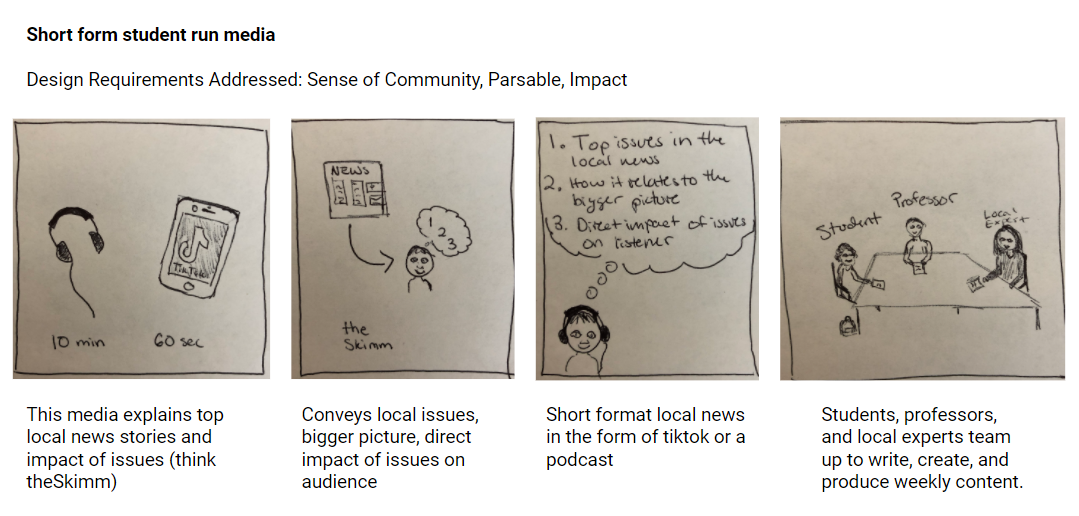 Short form student run media
Design Requirements Addressed: Sense of Community, Parsable, Impact
TikTok
10 min
60 sec
NEWS
1
2
3
the
Skimm
1. Top issues in the
local news
2. How it relates to the
bigger picture
3. Direct impact of issues
on listener
Student
Professor
Local
Expert
This media explains top
local news stories and
impact of issues (think
theSkimm)
Conveys local issues,
bigger picture, direct
impact of issues on
audience
Short format local news
in the form of tiktok or a
podcast
Students, professors,
and local experts team
up to write, create, and
produce weekly content.